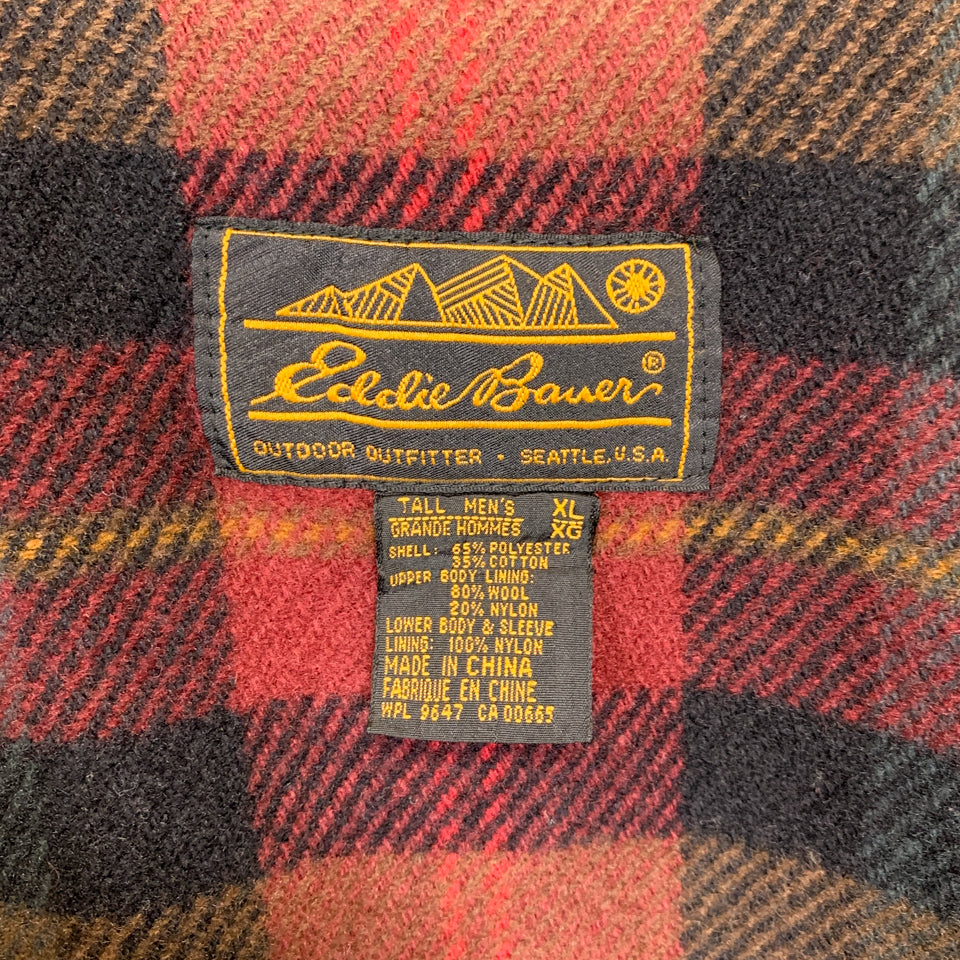 Eddie Bauer ®
OUTDOOR OUTFITTER · SEATTLE, U.S.A.
TALL MEN'S XL
GRANDE HOMMES XG
SHELL: 65% POLYESTER
35% COTTON
UPPER BODY LINING:
80% WOOL
20% NYLON
LOWER BODY & SLEEVE
LINING: 100% NYLON
MADE IN CHINA
FABRIQUE EN CHINE
WPL 9647 CA 00665